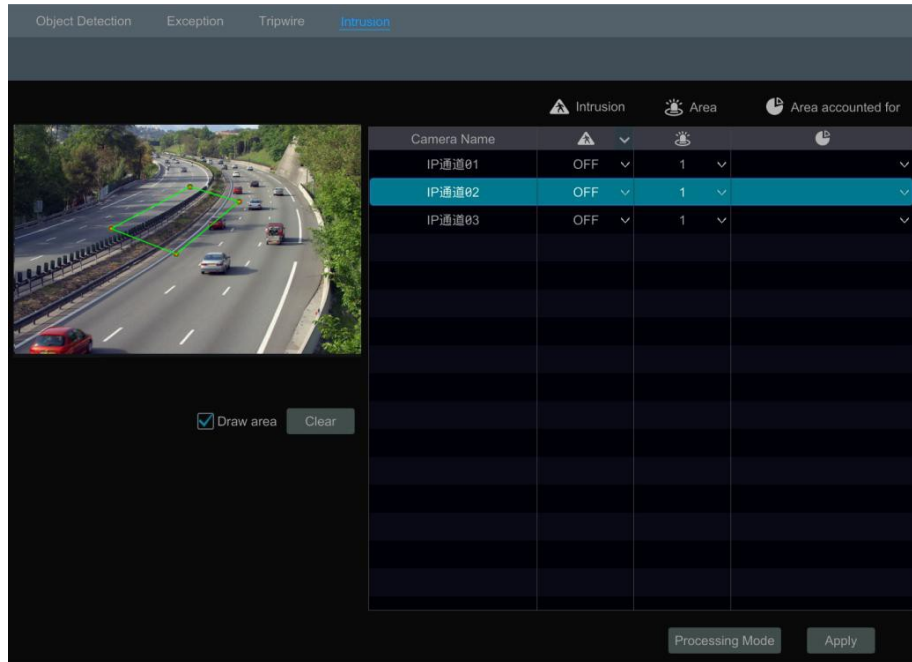 Object Detection Exception Tripwire Intrusion
Intrusion Area Area accounted for
Camera Name
IP通道01 OFF 1
IP通道02 OFF 1
IP通道03 OFF 1
Draw area Clear
Processing Mode Apply